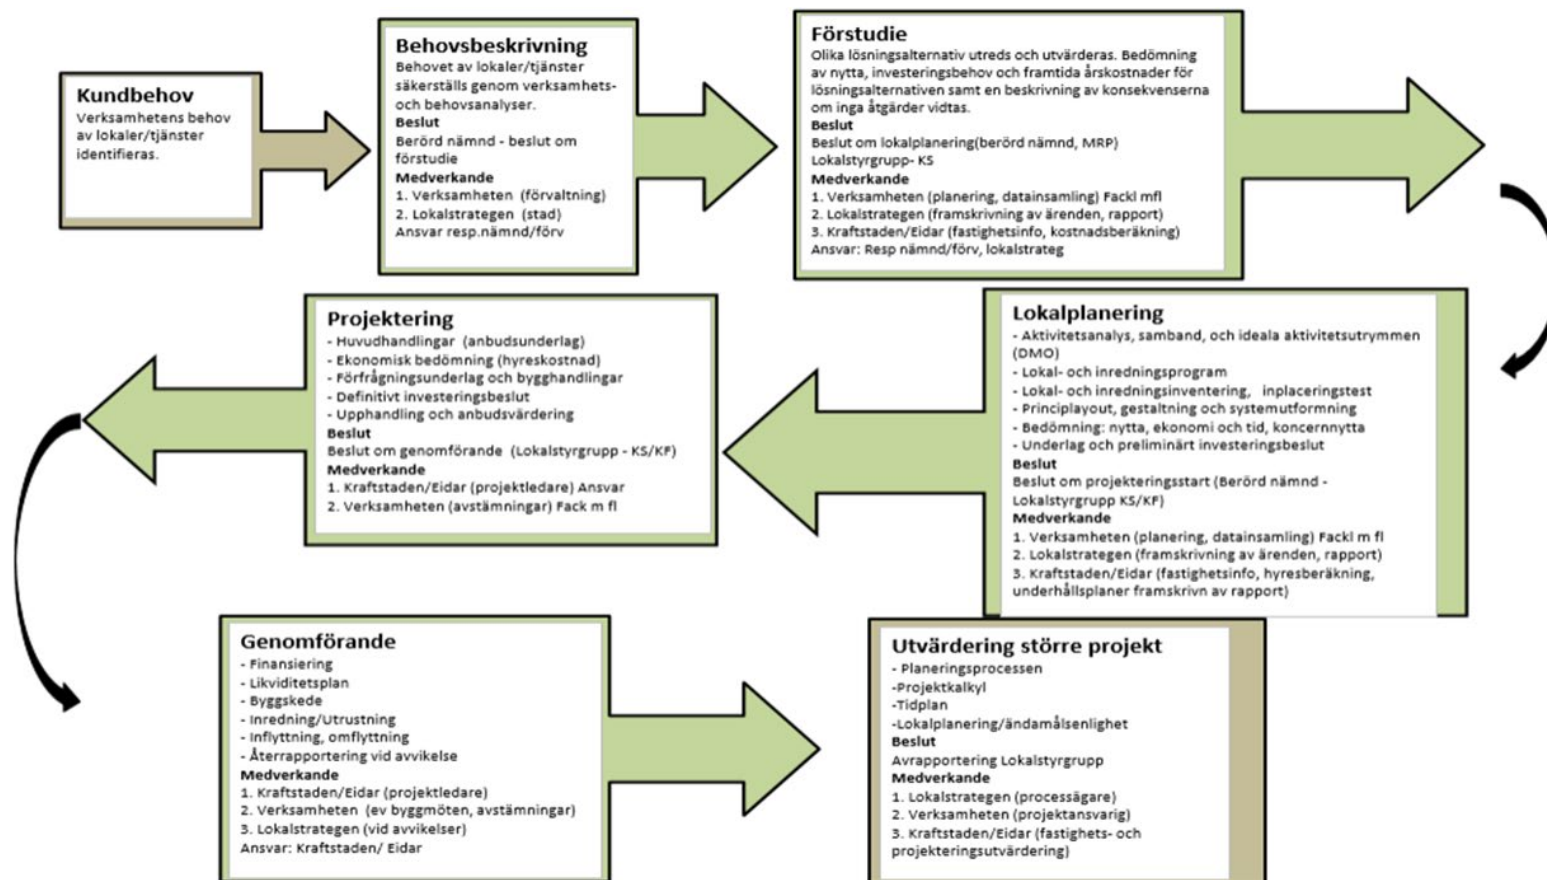 Kundbehov
Verksamhetens behov
av lokaler/tjänster
identifieras.
Behovsbeskrivning
Behovet av lokaler/tjänster
säkerställs genom verksamhets-
och behovsanalyser.
Beslut
Berörd nämnd - beslut om
förstudie
Medverkande
1. Verksamheten (förvaltning)
2. Lokalstrategen (stad)
Ansvar resp.nämnd/förv
Förstudie
Olika lösningsalternativ utreds och utvärderas. Bedömning
av nytta, investeringsbehov och framtida årskostnader för
lösningsalternativen samt en beskrivning av konsekvenserna
om inga åtgärder vidtas.
Beslut
Beslut om lokalplanering(berörd nämnd, MRP)
Lokalstyrgrupp- KS
Medverkande
1. Verksamheten (planering, datainsamling) Fackl mfl
2. Lokalstrategen (framskrivning av ärenden, rapport)
3. Kraftstaden/Eidar (fastighetsinfo, kostnadsberäkning)
Ansvar: Resp nämnd/förv, lokalstrateg
Lokalplanering
- Aktivitetsanalys, samband, och ideala aktivitetsutrymmen
(DMO)
- Lokal- och inredningsprogram
- Lokal- och inredningsinventering, inplaceringstest
- Principlayout, gestaltning och systemutformning
- Bedömning: nytta, ekonomi och tid, koncernnytta
- Underlag och preliminärt investeringsbeslut
Beslut
Beslut om projekteringsstart (Berörd nämnd -
Lokalstyrgrupp KS/KF)
Medverkande
1. Verksamheten (planering, datainsamling) Fackl m fl
2. Lokalstrategen (framskrivning av ärenden, rapport)
3. Kraftstaden/Eidar (fastighetsinfo, hyresberäkning,
underhållsplaner framskrivn av rapport)
Projektering
- Huvudhandlingar (anbudsunderlag)
- Ekonomisk bedömning (hyreskostnad)
- Förfrågningsunderlag och bygghandlingar
- Definitivt investeringsbeslut
- Upphandling och anbudsvärdering
Beslut
Beslut om genomförande (Lokalstyrgrupp - KS/KF)
Medverkande
1. Kraftstaden/Eidar (projektledare) Ansvar
2. Verksamheten (avstämningar) Fack m fl
Genomförande
- Finansiering
- Likviditetsplan
- Byggskede
- Inredning/Utrustning
- Inflyttning, omflyttning
- Återrapportering vid avvikelse
Medverkande
1. Kraftstaden/Eidar (projektledare)
2. Verksamheten (ev byggmöten, avstämningar)
3. Lokalstrategen (vid avvikelser)
Ansvar: Kraftstaden/ Eidar
Utvärdering större projekt
- Planeringsprocessen
-Projektkalkyl
-Tidplan
-Lokalplanering/ändamålsenlighet
Beslut
Avrapportering Lokalstyrgrupp
Medverkande
1. Lokalstrategen (processägare)
2. Verksamheten (projektansvarig)
3. Kraftstaden/Eidar (fastighets- och
projekteringsutvärdering)